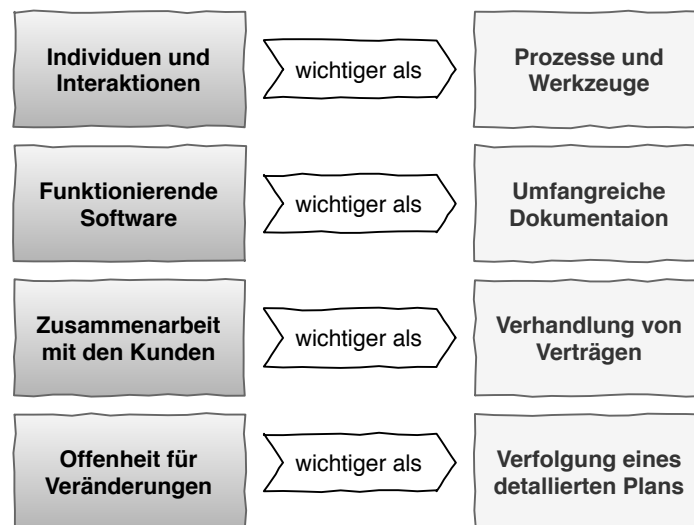 Individuen und
Interaktionen
wichtiger als
Prozesse und
Werkzeuge
Funktionierende
Software
wichtiger als
Umfangreiche
Dokumentaion
Zusammenarbeit
mit den Kunden
wichtiger als
Verhandlung von
Verträgen
Offenheit für
Veränderungen
wichtiger als
Verfolgung eines
detallierten Plans